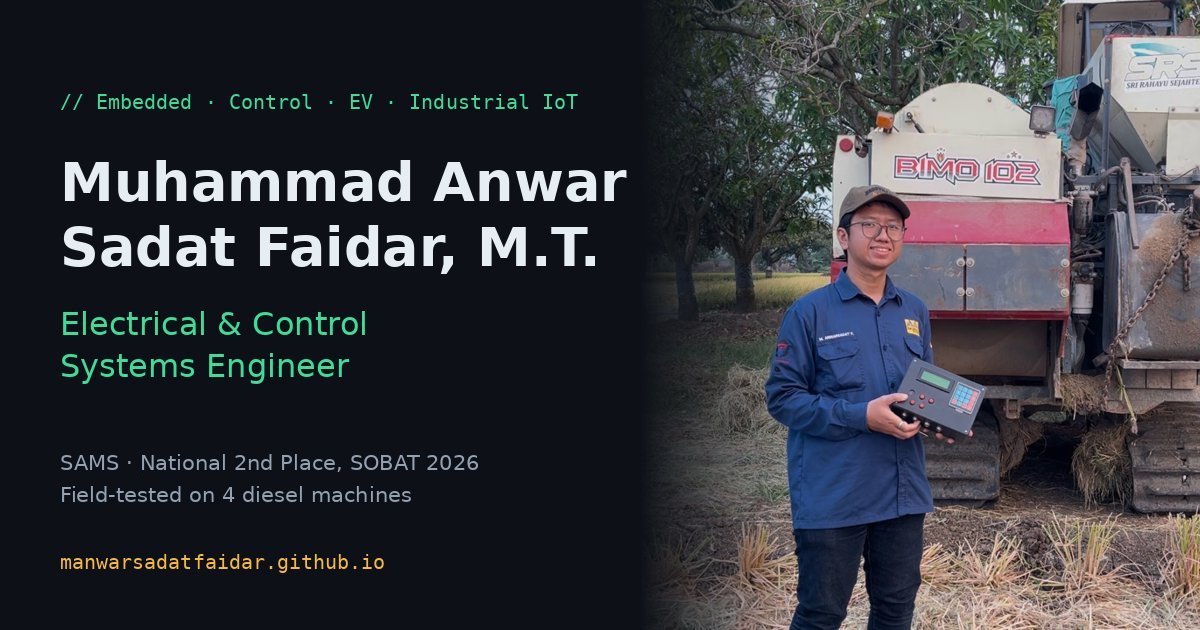 // Embedded · Control · EV · Industrial IoT
Muhammad Anwar
Sadat Faidar, M.T.
Electrical & Control
Systems Engineer
SAMS · National 2nd Place, SOBAT 2026
Field-tested on 4 diesel machines
manwarsadatfaidar.github.io
SRS
SRI RAHAYU SEJAHTE
BIMO 102